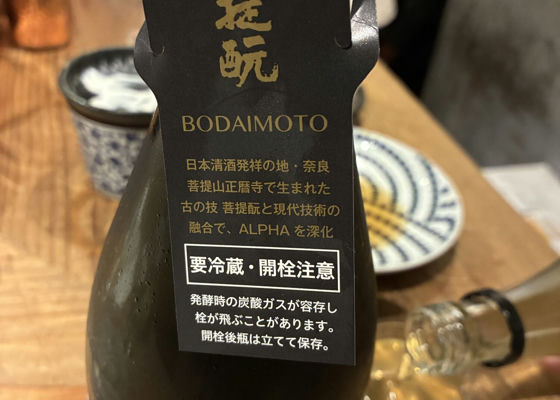 提
酛
BODAIMOTO
日本清酒発祥の地・奈良
菩提山正暦寺で生まれた
古の技 菩提酛と現代技術の
融合で、ALPHA を深化
要冷蔵・開栓注意
発酵時の炭酸ガスが容存し
栓が飛ぶことがあります。
開栓後瓶は立てて保存。